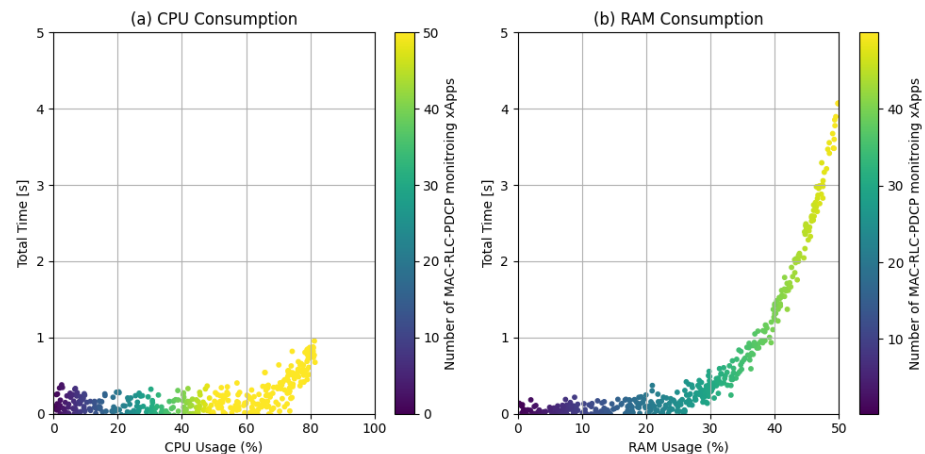 (a) CPU Consumption
5
4
3
2
1
0
Total Time [s]
0 20 40 60 80 100
CPU Usage (%)
50
40
30
20
10
0
Number of MAC-RLC-PDCP monitroing xApps
(b) RAM Consumption
5
4
3
2
1
0
Total Time [s]
0 10 20 30 40 50
RAM Usage (%)
40
30
20
10
Number of MAC-RLC-PDCP monitroing xApps